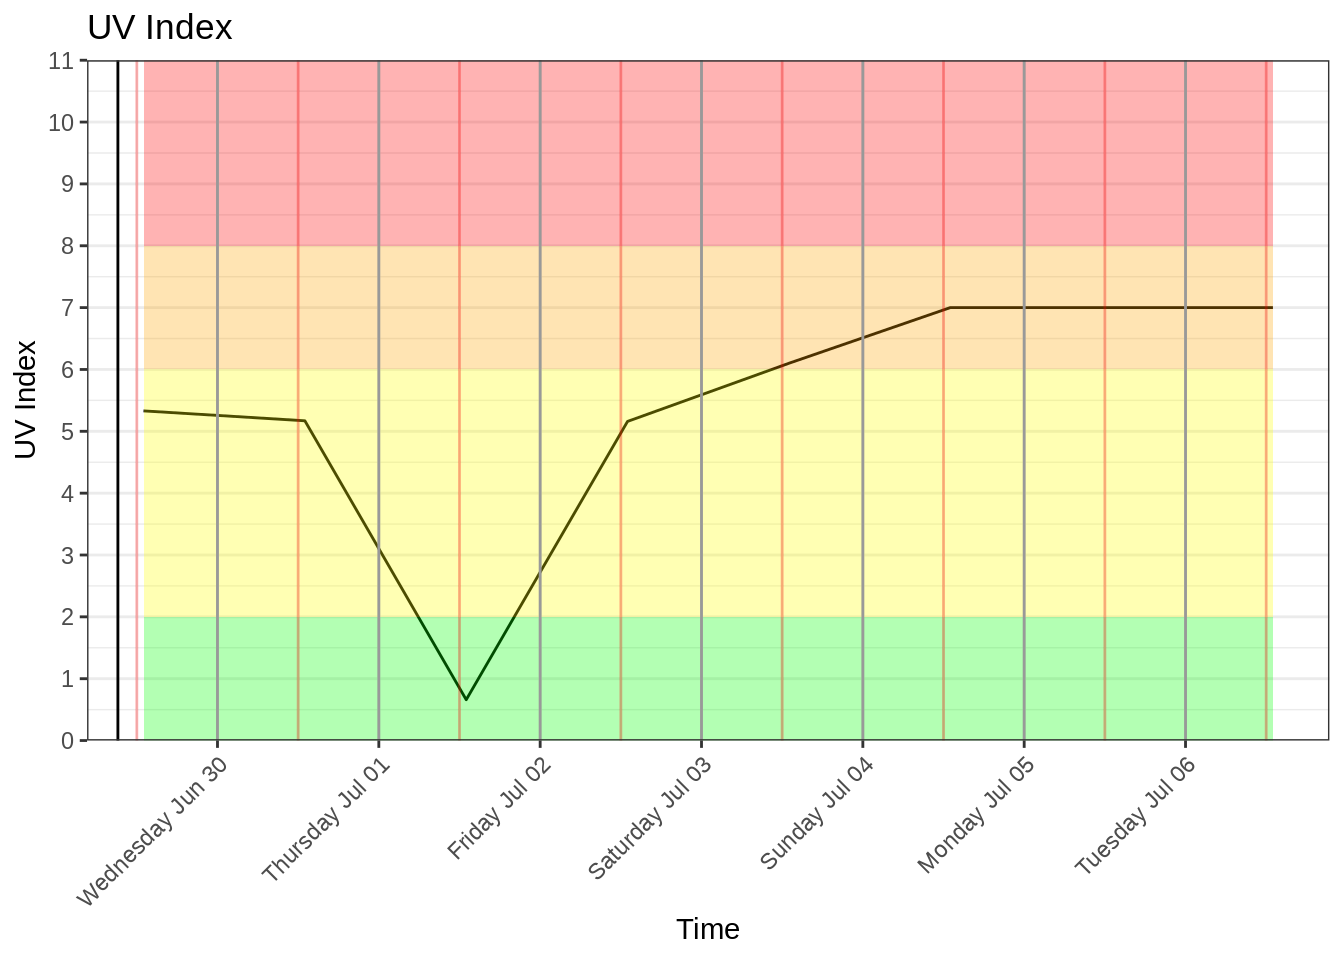 UV Index
11
10
9
8
7
6
5
4
3
2
1
0
UV Index
Wednesday Jun 30
Thursday Jul 01
Friday Jul 02
Saturday Jul 03
Sunday Jul 04
Monday Jul 05
Tuesday Jul 06
Time